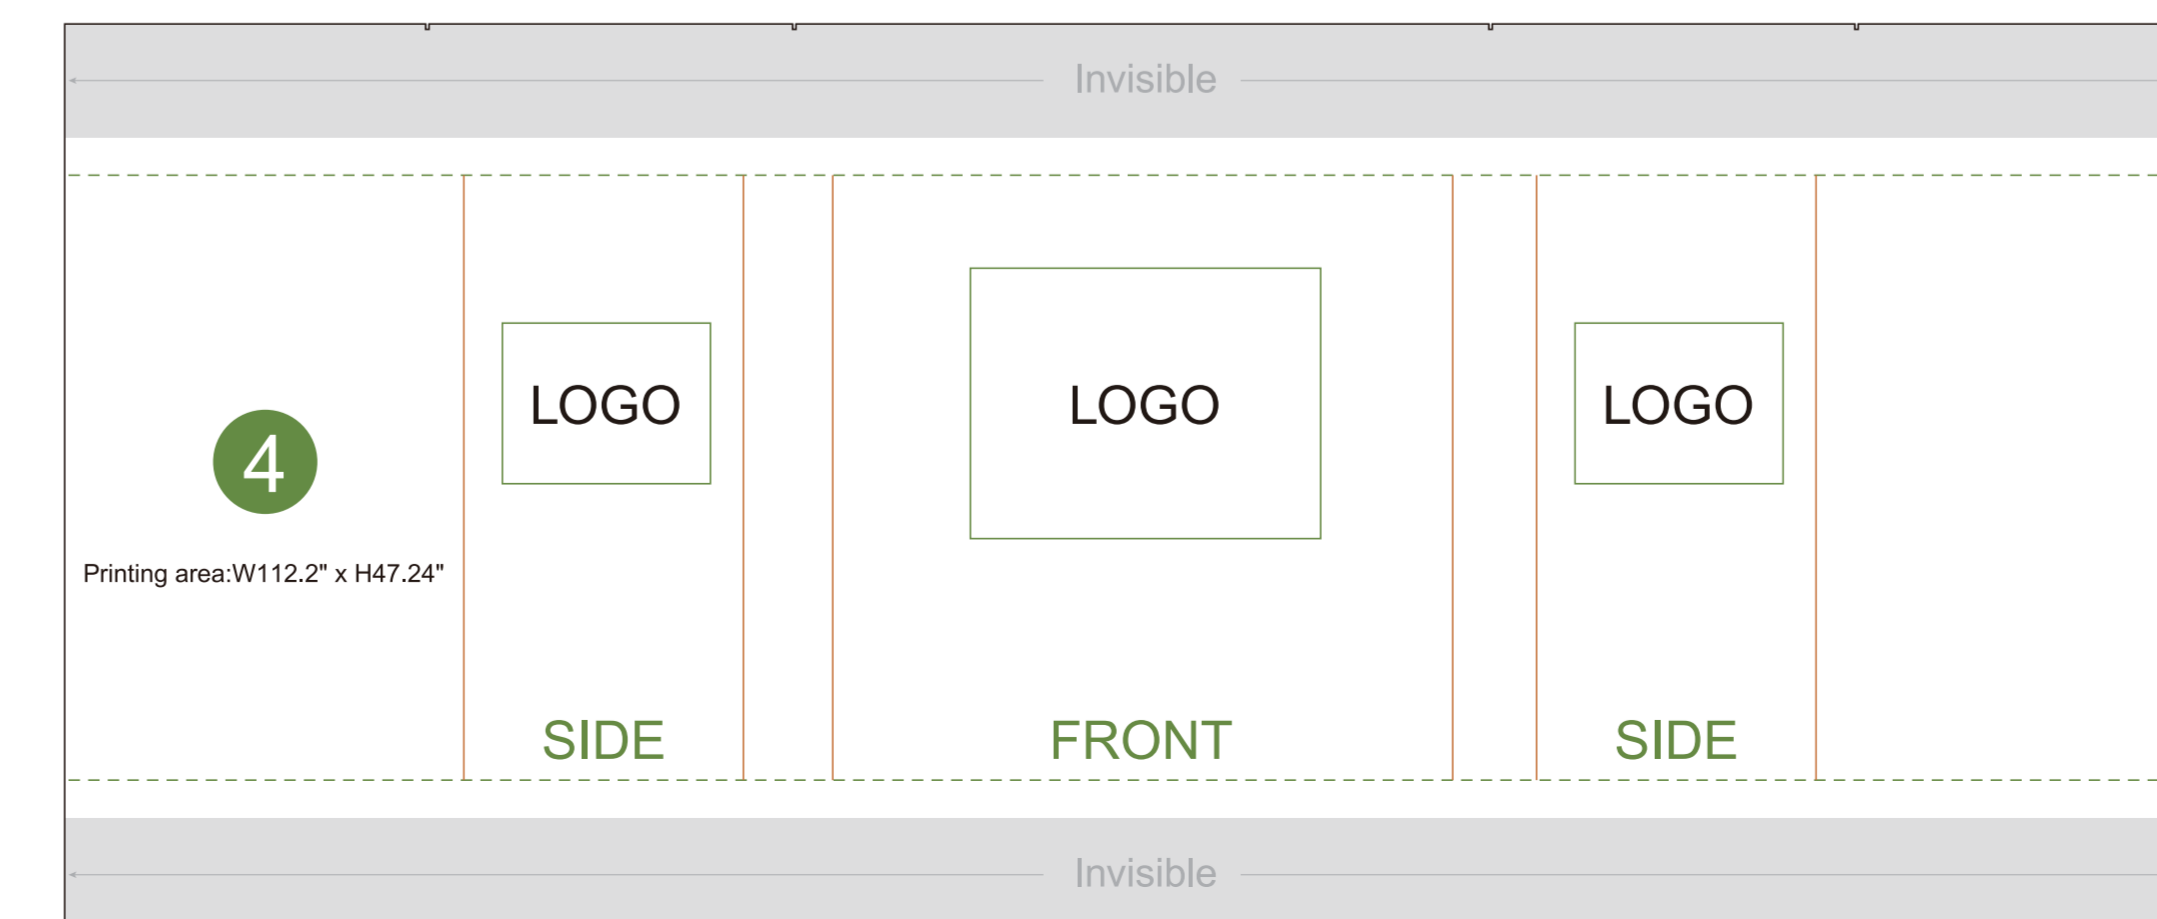 Invisible
LOGO
LOGO
LOGO
4
Printing area:W112.2" x H47.24"
SIDE
FRONT
SIDE
Invisible